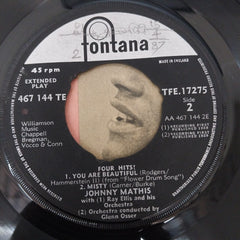 fontana
45 rpm
EXTENDED
PLAY
MADE IN ENGLAND
467 144 TE
TFE.17275
Side
2
AA 467 144 2E
Williamson
Music
Chappell
Bregman,
Vocco & Conn
FOUR HITS!
1. YOU ARE BEAUTIFUL (Rodgers/
Hammerstein (1) from "Flower Drum Song")
2. MISTY (Garner/Burke)
JOHNNY MATHIS
with (1) Ray Ellis and his
Orchestra
(2) Orchestra conducted by
Glenn Osser